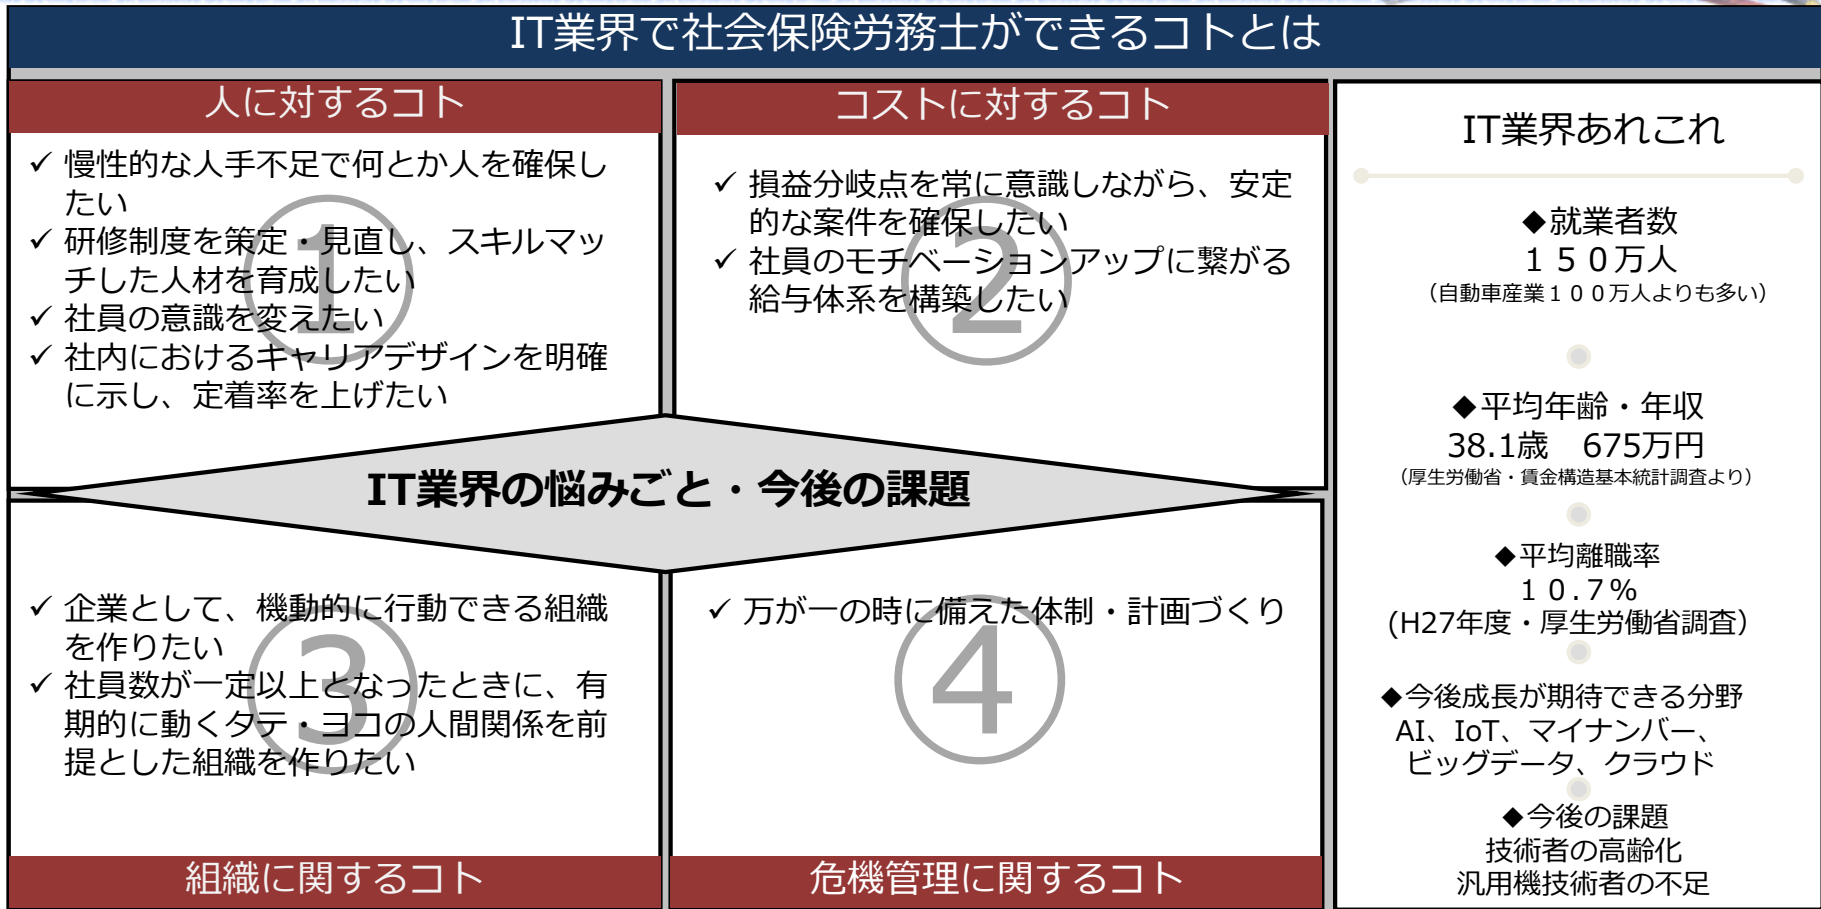 IT業界で社会保険労務士ができるコトとは
人に対するコト
✓ 慢性的な人手不足で何とか人を確保し
たい
✓ 研修制度を策定・見直し、スキルマッ
チした人材を育成したい
✓ 社員の意識を変えたい
✓ 社内におけるキャリアデザインを明確
に示し、定着率を上げたい
①
コストに対するコト
✓ 損益分岐点を常に意識しながら、安定
的な案件を確保したい
✓ 社員のモチベーションアップに繋がる
給与体系を構築したい
②
IT業界の悩みごと・今後の課題
✓ 企業として、機動的に行動できる組織
を作りたい
✓ 社員数が一定以上となったときに、有
期的に動くタテ・ヨコの人間関係を前
提とした組織を作りたい
③
組織に関するコト
✓ 万が一の時に備えた体制・計画づくり
④
危機管理に関するコト
IT業界あれこれ
◆就業者数
１５０万人
（自動車産業１００万人よりも多い）
◆平均年齢・年収
38.1歳　675万円
（厚生労働省・賃金構造基本統計調査より）
◆平均離職率
１０.７％
(H27年度・厚生労働省調査）
◆今後成長が期待できる分野
AI、IoT、マイナンバー、
ビッグデータ、クラウド
◆今後の課題
技術者の高齢化
汎用機技術者の不足